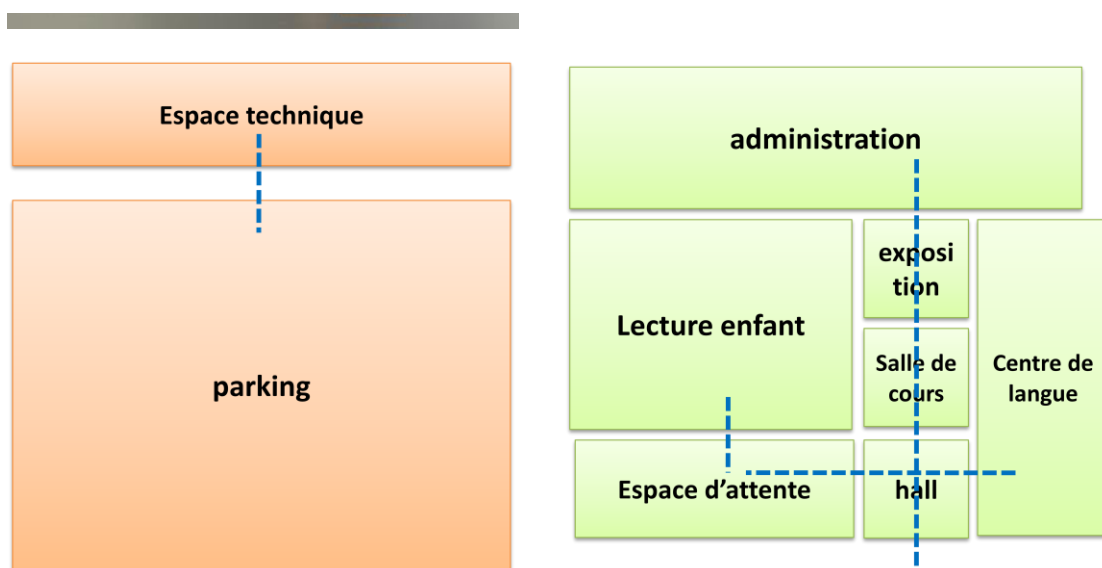 Espace technique
parking
administration
Lecture enfant
exposi
tion
Salle de
cours
Centre de
langue
Espace d’attente
hall